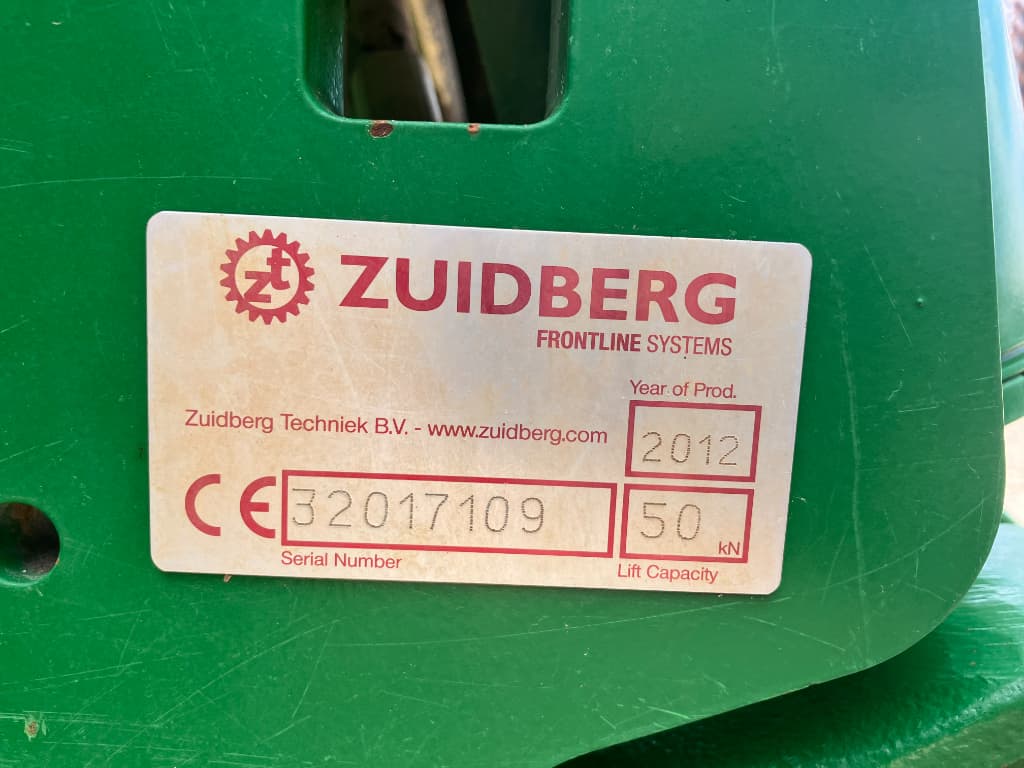 zt ZUIDBERG
FRONTLINE SYSTEMS
Year of Prod.
2012
Zuidberg Techniek B.V. - www.zuidberg.com
CE 32017109
50 kN
Serial Number
Lift Capacity